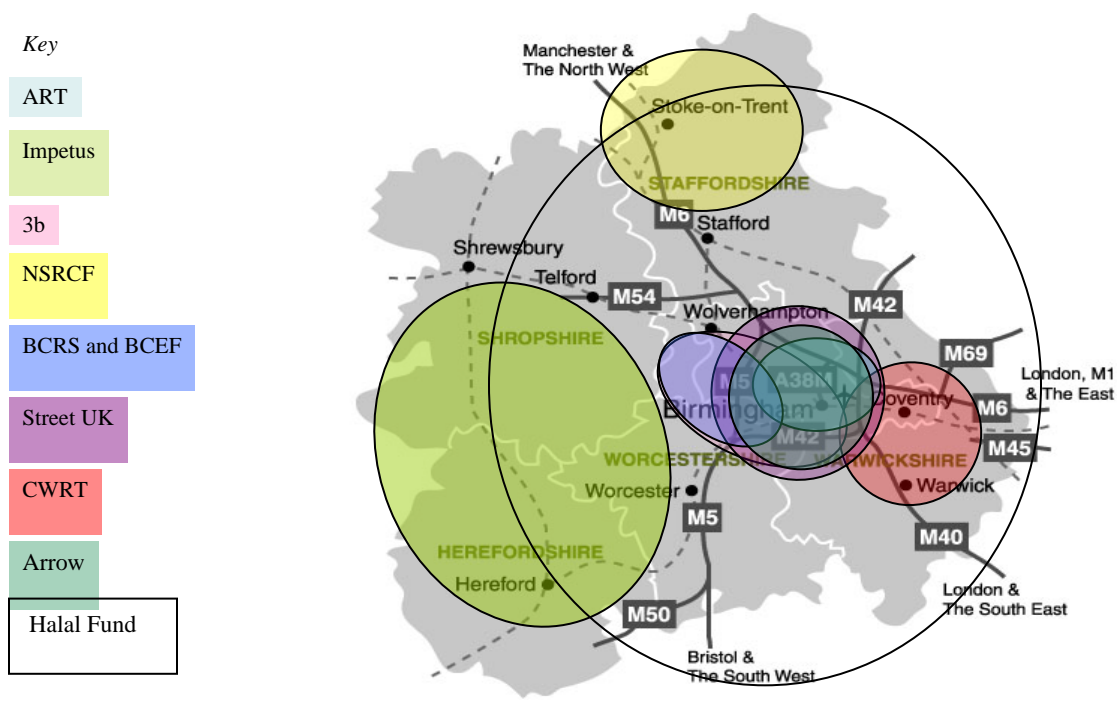 Key
ART
Impetus
3b
NSRCF
BCRS and BCEF
Street UK
CWRT
Arrow
Halal Fund
Manchester &
The North West
Stoke-on-Trent
STAFFORDSHIRE
M6
Stafford
Shrewsbury
Telford
M54
M42
Wolverhampton
SHROPSHIRE
M69
London, M1
& The East
M5
A38M
Birmingham
Coventry
M6
M42
M45
WORCESTERSHIRE
WARWICKSHIRE
Worcester
Warwick
M5
M40
HEREFORDSHIRE
Hereford
London &
The South East
M50
Bristol &
The South West